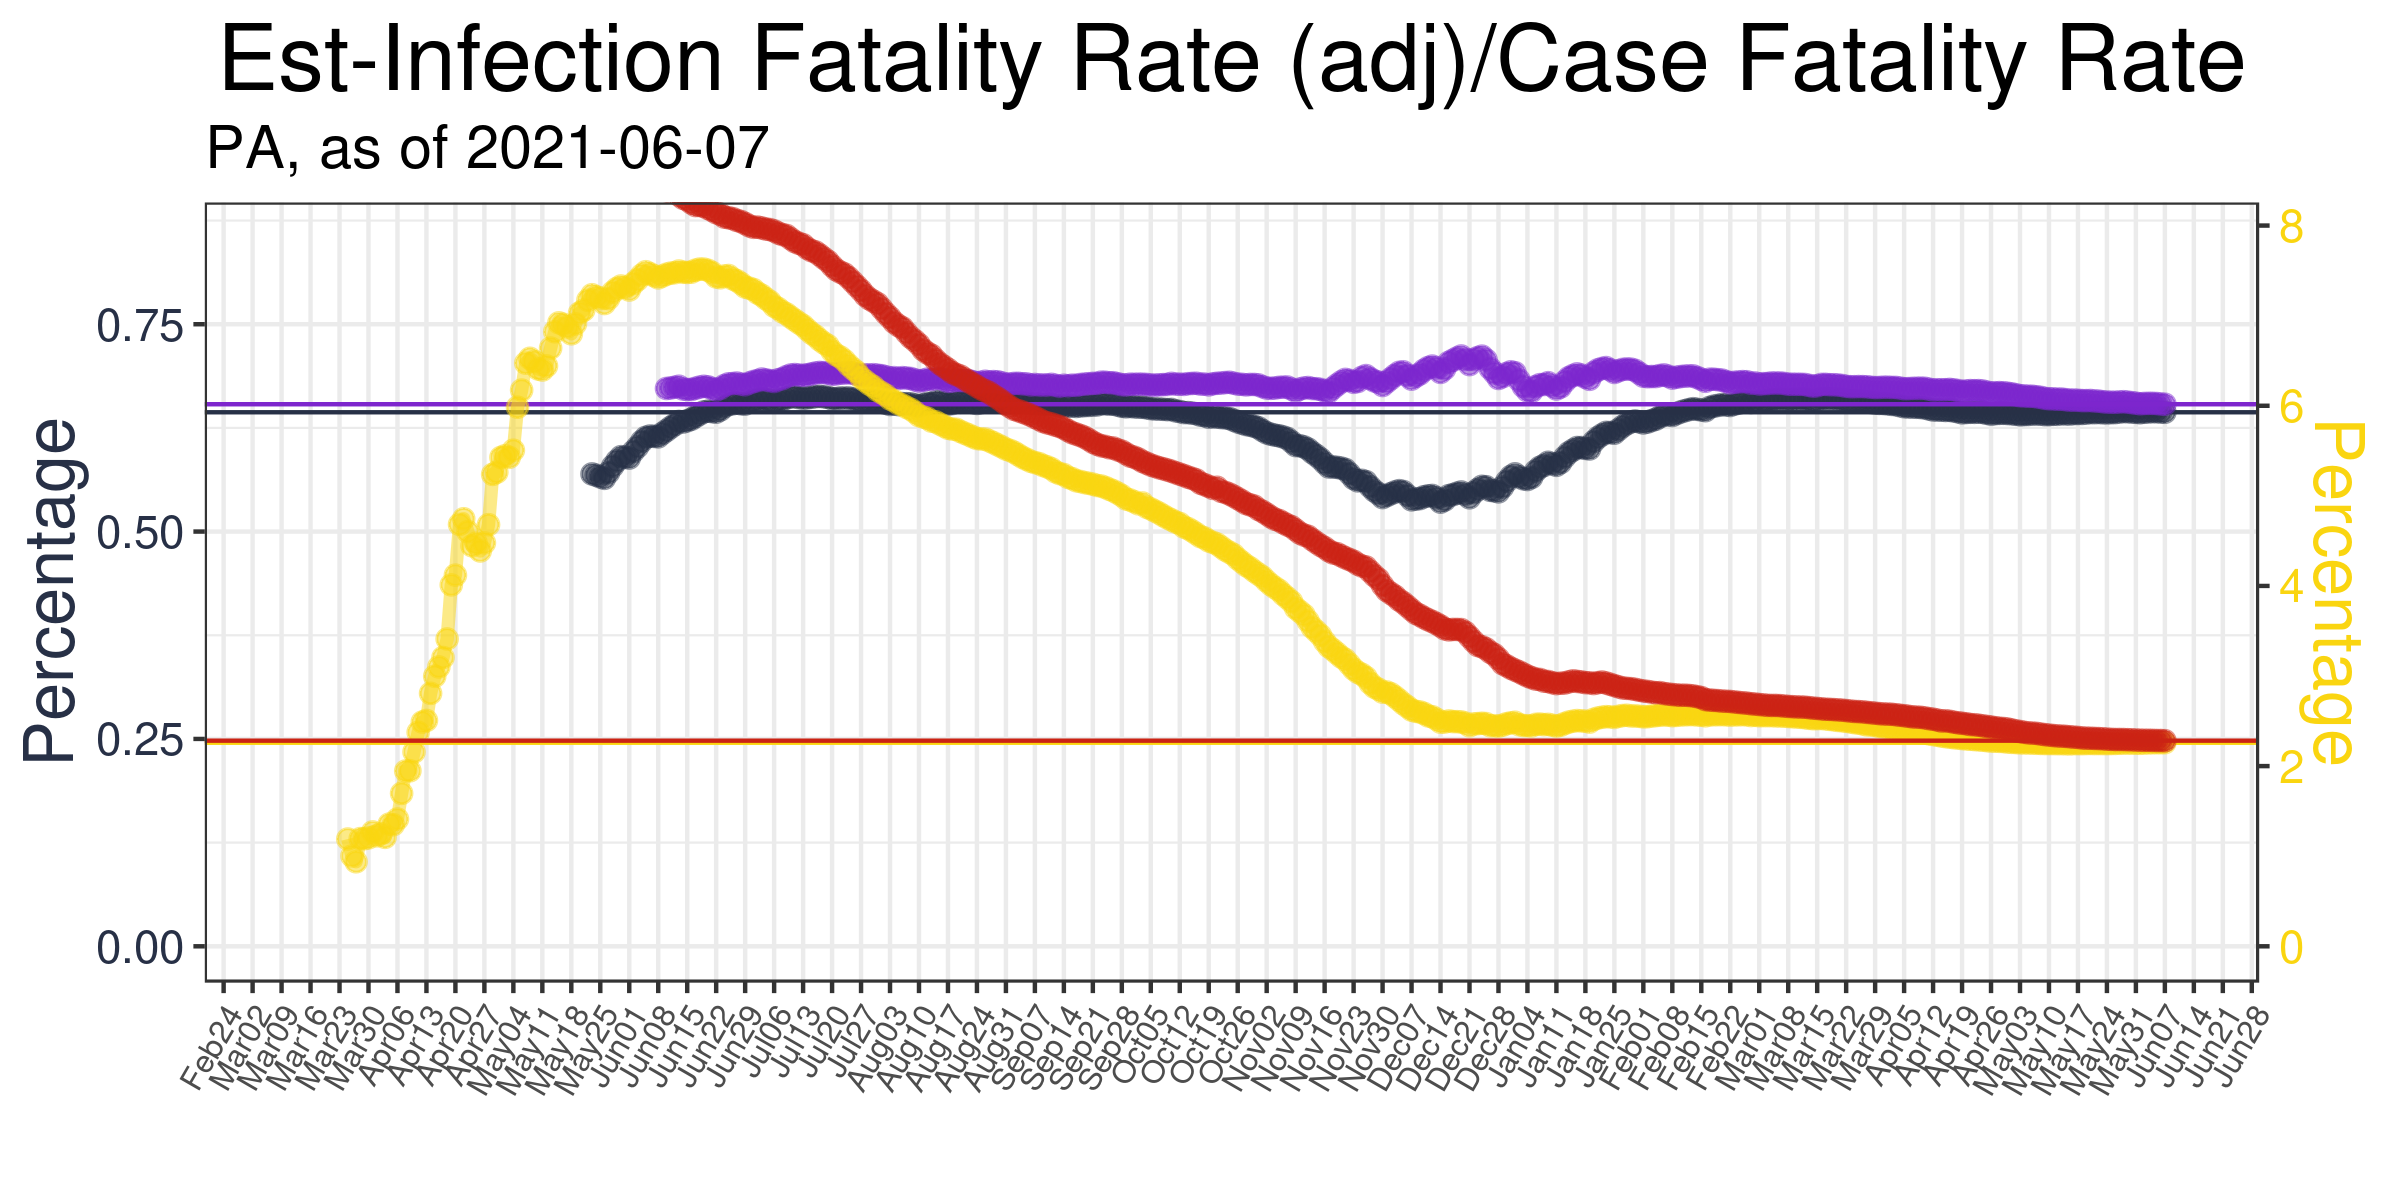 Est-Infection Fatality Rate (adj)/Case Fatality Rate
PA, as of 2021-06-07
Percentage
0.75
0.50
0.25
0.00
8
6
4
2
0
Percentage
Feb24
Mar02
Mar09
Mar16
Mar23
Mar30
Apr06
Apr13
Apr20
Apr27
May04
May11
May18
May25
Jun01
Jun08
Jun15
Jun22
Jun29
Jul06
Jul13
Jul20
Jul27
Aug03
Aug10
Aug17
Aug24
Aug31
Sep07
Sep14
Sep21
Sep28
Oct05
Oct12
Oct19
Oct26
Nov02
Nov09
Nov16
Nov23
Nov30
Dec07
Dec14
Dec21
Dec28
Jan04
Jan11
Jan18
Jan25
Feb01
Feb08
Feb15
Feb22
Mar01
Mar08
Mar15
Mar22
Mar29
Apr05
Apr12
Apr19
Apr26
May03
May10
May17
May24
May31
Jun07
Jun14
Jun21
Jun28